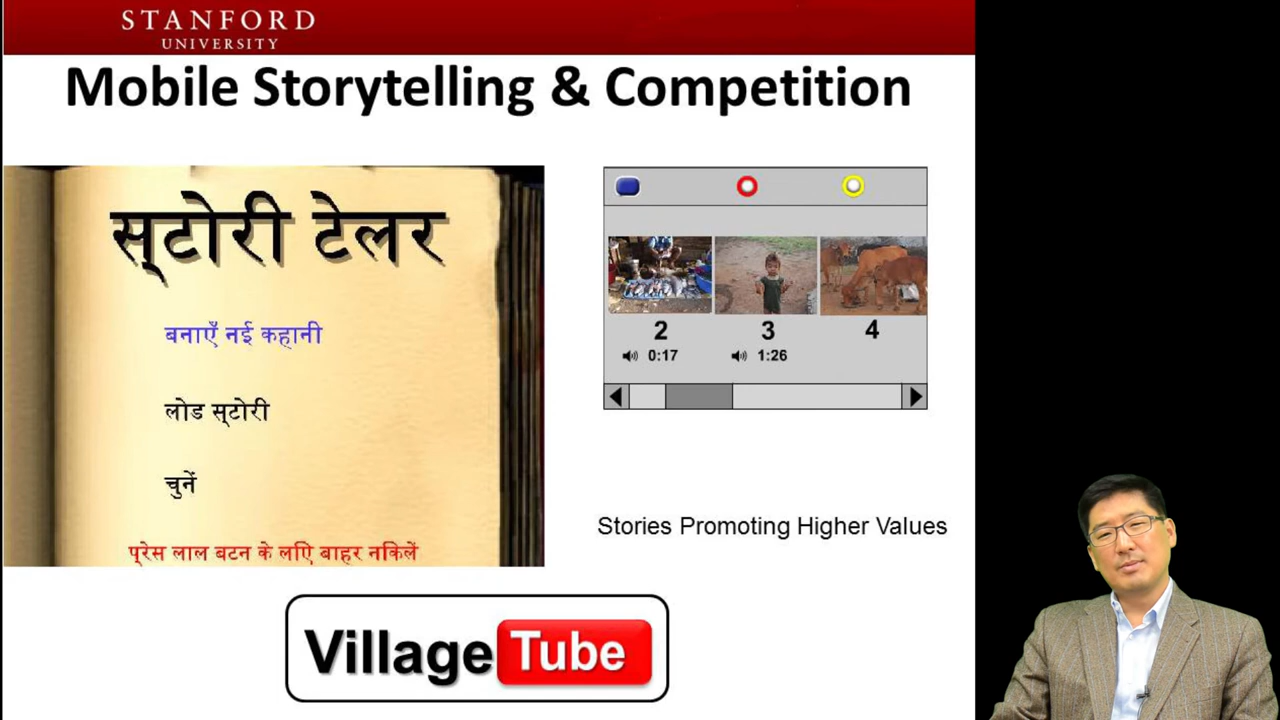 STANFORD
UNIVERSITY
Mobile Storytelling & Competition
स्टोरी टेलर
बनाएँ नई कहानी
लोड स्टोरी
चुनें
प्रेस लाल बटन के लिए बाहर नकिलें
2
3
4
0:17
1:26
Stories Promoting Higher Values
VillageTube